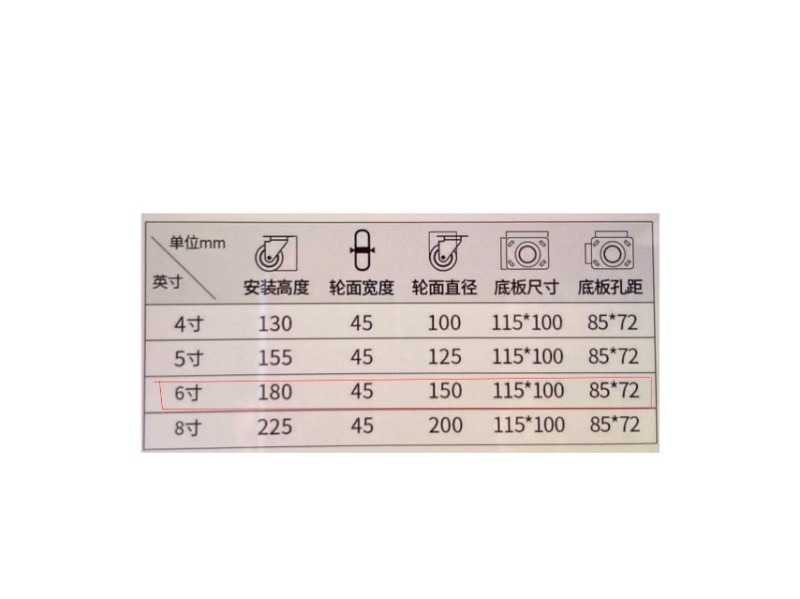 单位mm
英寸
安装高度 轮面宽度 轮面直径 底板尺寸 底板孔距
4寸 130 45 100 115*100 85*72
5寸 155 45 125 115*100 85*72
6寸 180 45 150 115*100 85*72
8寸 225 45 200 115*100 85*72